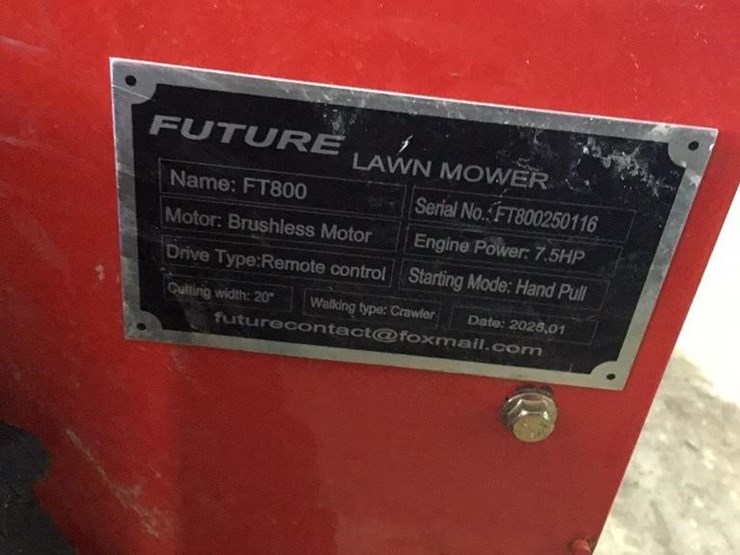 FUTURE LAWN MOWER
Name: FT800
Serial No.: FT800250116
Motor: Brushless Motor
Engine Power: 7.5HP
Drive Type:Remote control
Starting Mode: Hand Pull
Cutting width: 20"
Walking type: Crawler
Date: 2025.01
futurecontact@foxmail.com